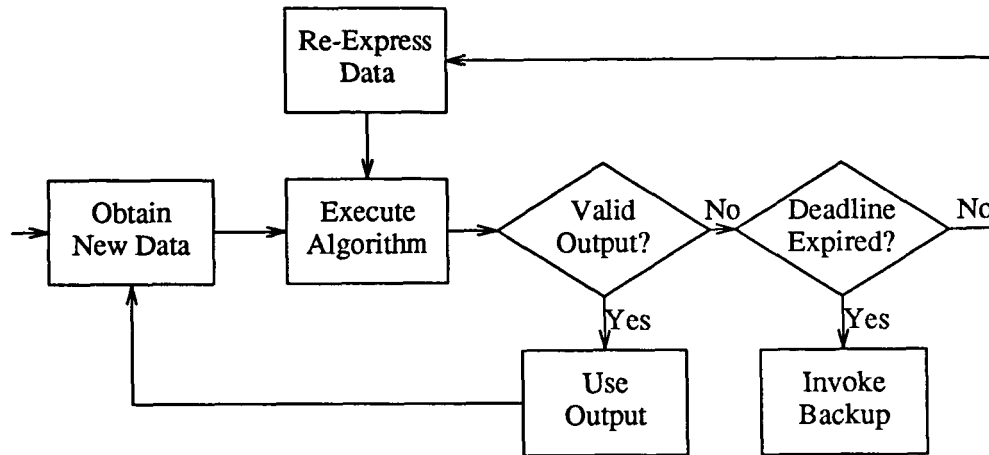 Re-Express
Data
Obtain
New Data
Execute
Algorithm
Valid
Output?
No
Deadline
Expired?
No
Yes
Yes
Use
Output
Invoke
Backup